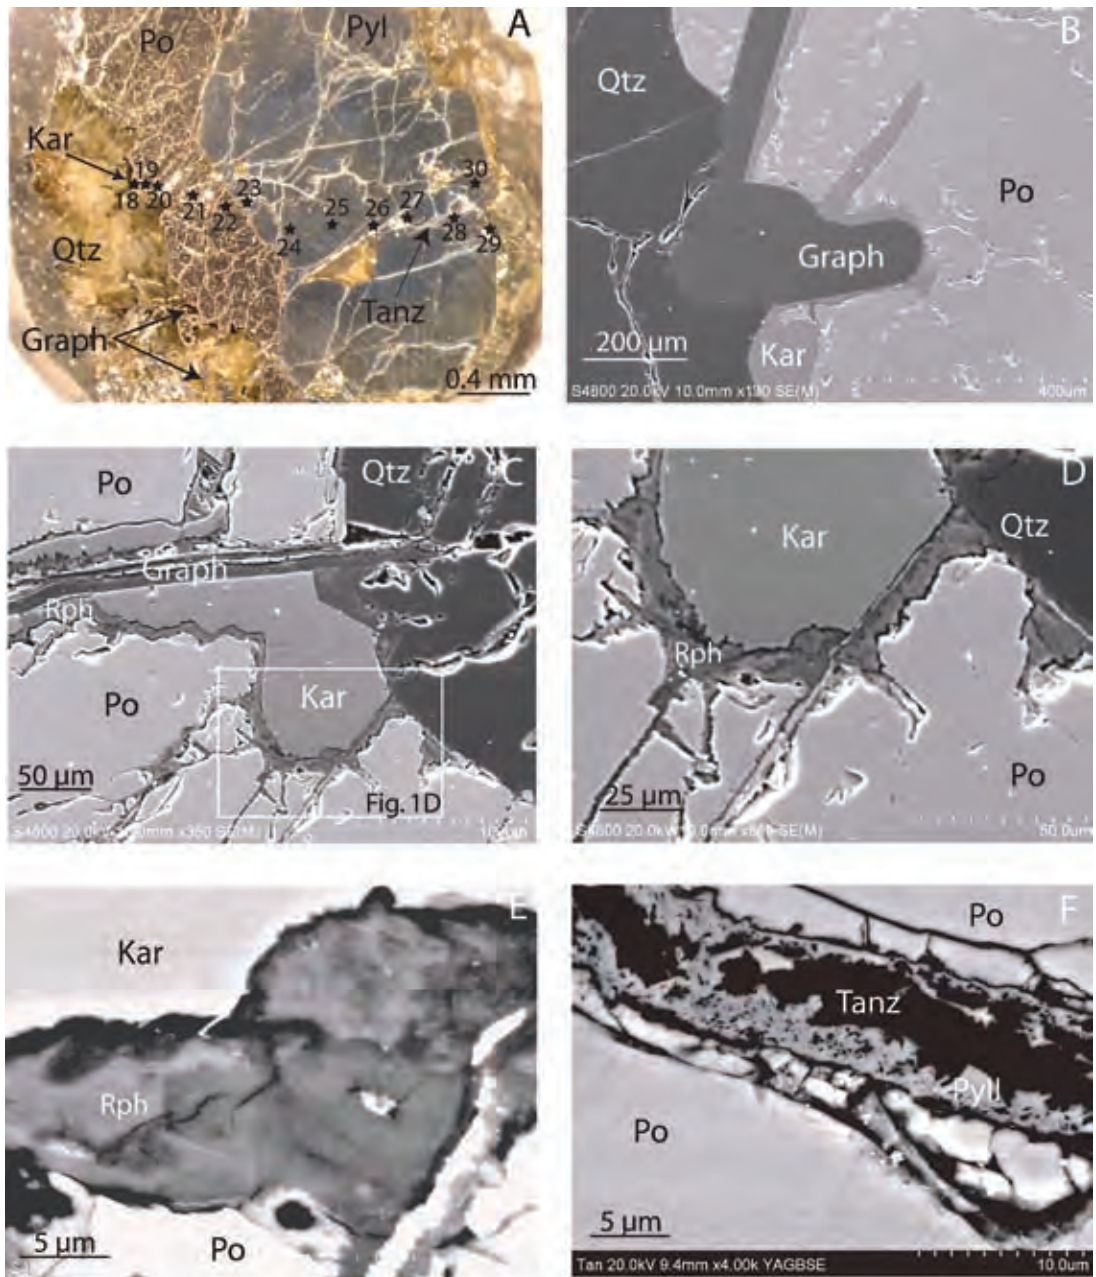 Po
Pyl
A
Kar
19
18
20
21
22
23
24
25
26
27
28
29
30
Qtz
Tanz
Graph
0.4 mm
B
Qtz
Po
Graph
200 µm
Kar
S4800 20.0kV 10.0mm x130 SE(M)
400um
C
Po
Qtz
Graph
Rph
Po
Kar
50 µm
Fig.1D
D
Kar
Qtz
Rph
Po
25 µm
50.0um
E
Kar
Rph
Po
5 µm
F
Po
Tanz
Pyll
Po
5 µm
Tan 20.0kV 9.4mm x4.00k YAGBSE
10.0um